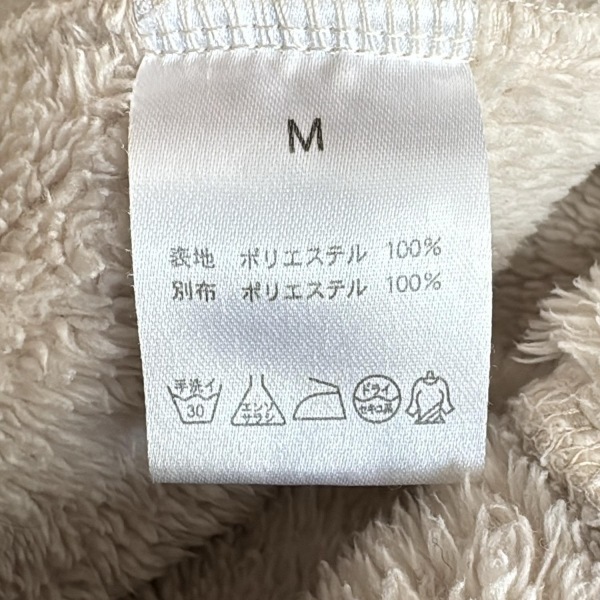 M
表地 ポリエステル 100%
別布 ポリエステル 100%
手洗イ 30
エンソ サラシ
ドライ セキユ系